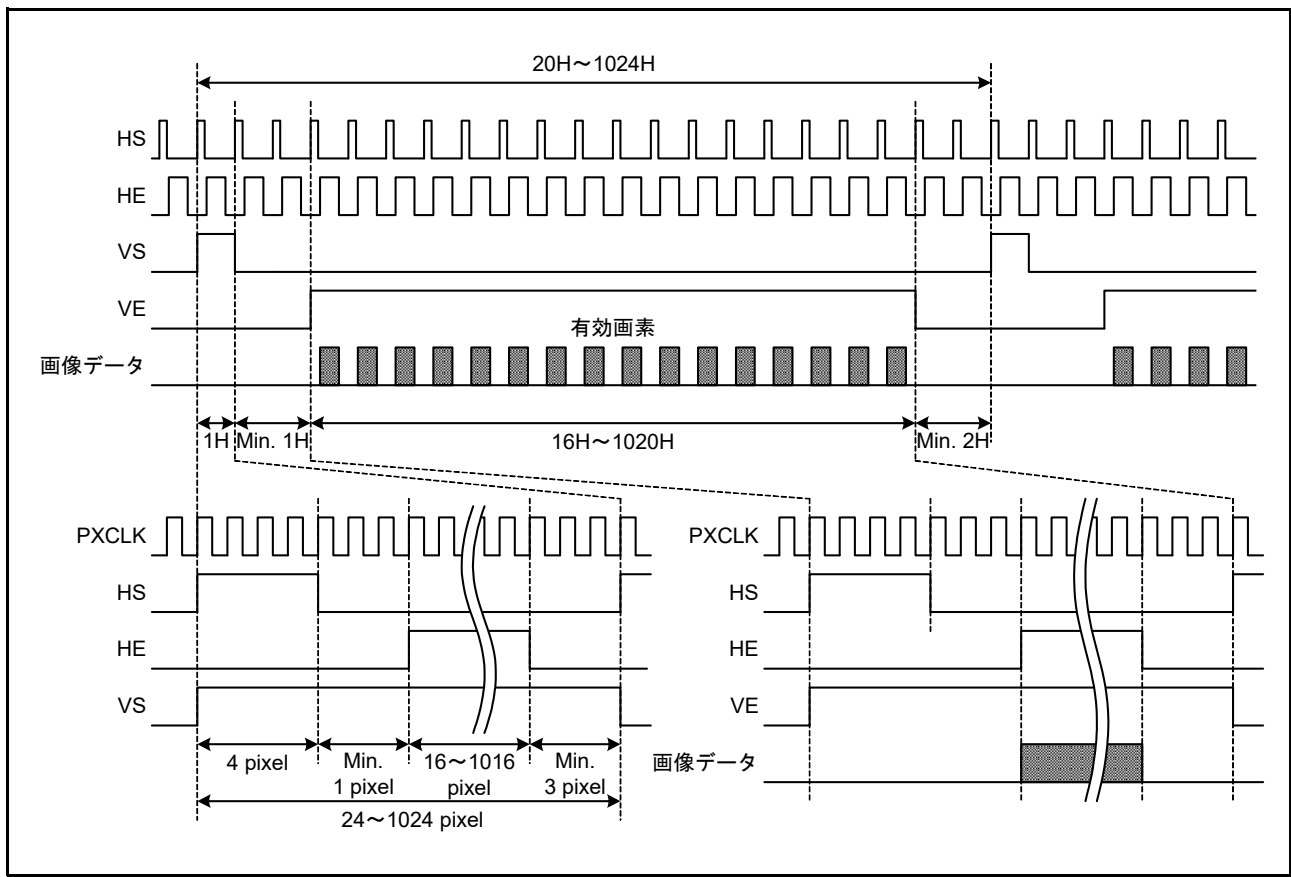 20H～1024H
HS
HE
VS
VE
有効画素
画像データ
1H
Min. 1H
16H～1020H
Min. 2H
PXCLK
HS
HE
VS
4 pixel
Min.
1 pixel
16～1016
pixel
Min.
3 pixel
24～1024 pixel
PXCLK
HS
HE
VE
画像データ